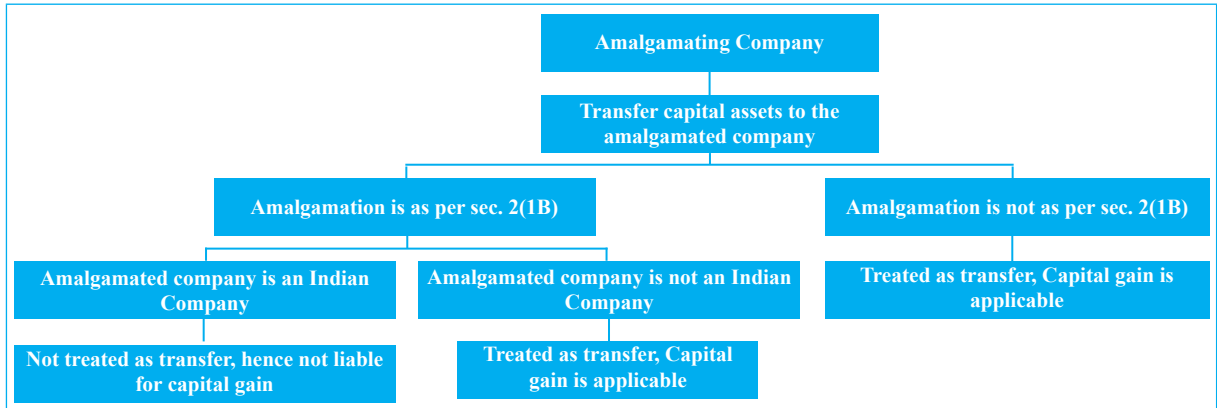 Amalgamating Company
Transfer capital assets to the
amalgamated company
Amalgamation is as per sec. 2(1B)
Amalgamation is not as per sec. 2(1B)
Amalgamated company is an Indian
Company
Amalgamated company is not an Indian
Company
Treated as transfer, Capital gain is
applicable
Not treated as transfer, hence not liable
for capital gain
Treated as transfer, Capital
gain is applicable